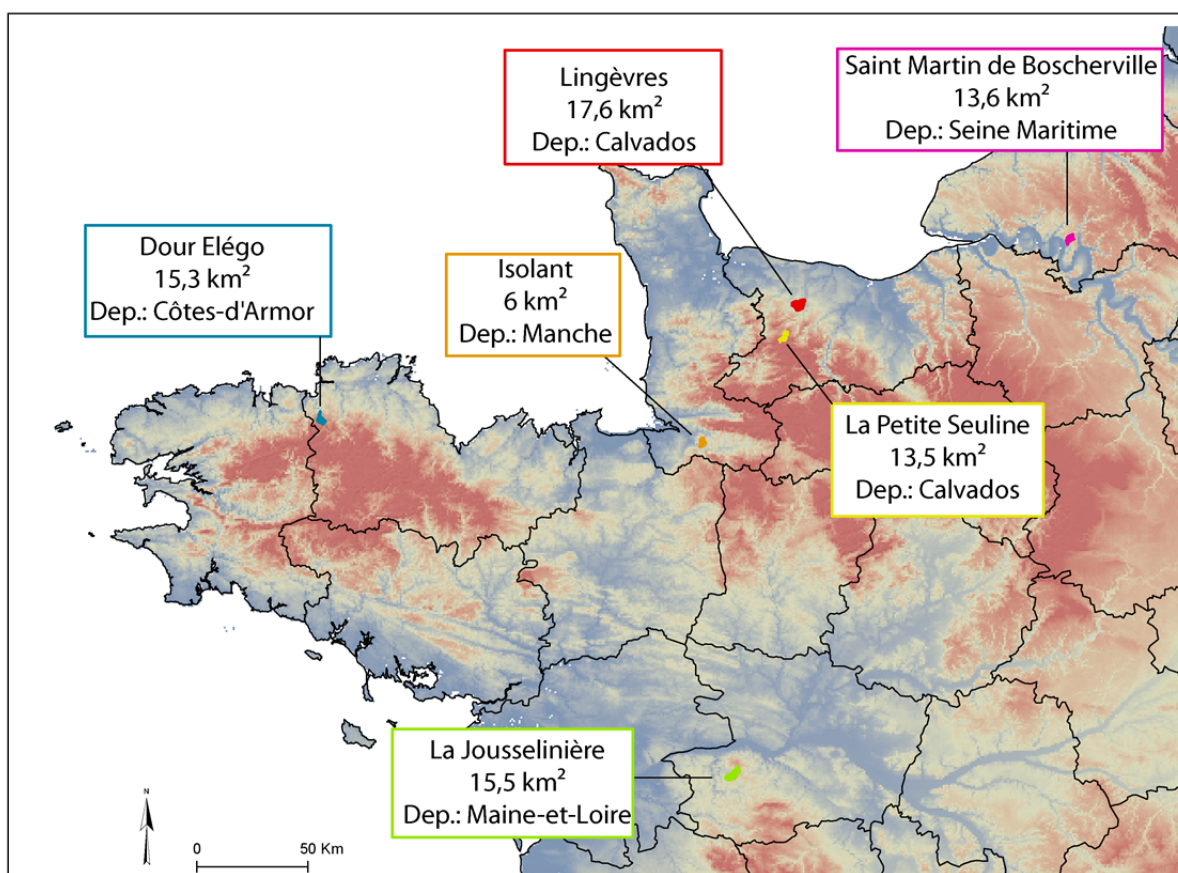 Lingèvres
17,6 km²
Dep.: Calvados
Saint Martin de Boscherville
13,6 km²
Dep.: Seine Maritime
Dour Elégo
15,3 km²
Dep.: Côtes-d'Armor
Isolant
6 km²
Dep.: Manche
La Petite Seuline
13,5 km²
Dep.: Calvados
La Jousselinière
15,5 km²
Dep.: Maine-et-Loire
N
0 50 Km